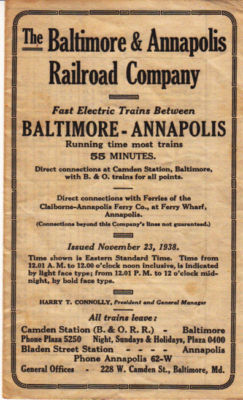 The Baltimore & Annapolis
Railroad Company
Fast Electric Trains Between
BALTIMORE - ANNAPOLIS
Running time most trains
55 MINUTES.
Direct connections at Camden Station, Baltimore,
with B. & O. trains for all points.
Direct connections with Ferries of the
Claiborne-Annapolis Ferry Co., at Ferry Wharf,
Annapolis.
(Connections beyond this Company's lines not guaranteed.)
Issued November 23, 1938.
Time shown is Eastern Standard Time. Time from
12.01 A. M. to 12.00 o'clock noon inclusive, is indicated
by light face type; from 12.01 P. M. to 12 o'clock mid-
night, by bold face type.
HARRY T. CONNOLLY, President and General Manager
All trains leave:
Camden Station (B. & O. R. R.) - Baltimore
Phone Plaza 5250 Night, Sundays & Holidays, Plaza 0400
Bladen Street Station - - - - - Annapolis
Phone Annapolis 62-W
General Offices - 228 W. Camden St., Baltimore, Md.